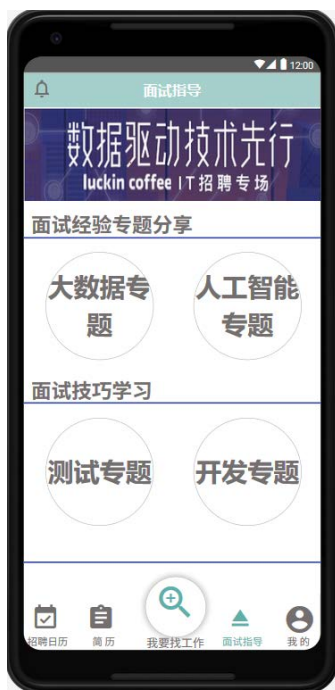 12:00
面试指导
数据驱动技术先行
luckin coffee IT招聘专场
面试经验专题分享
大数据专
题
人工智能
专题
面试技巧学习
测试专题
开发专题
招聘日历
简历
我要找工作
面试指导
我的